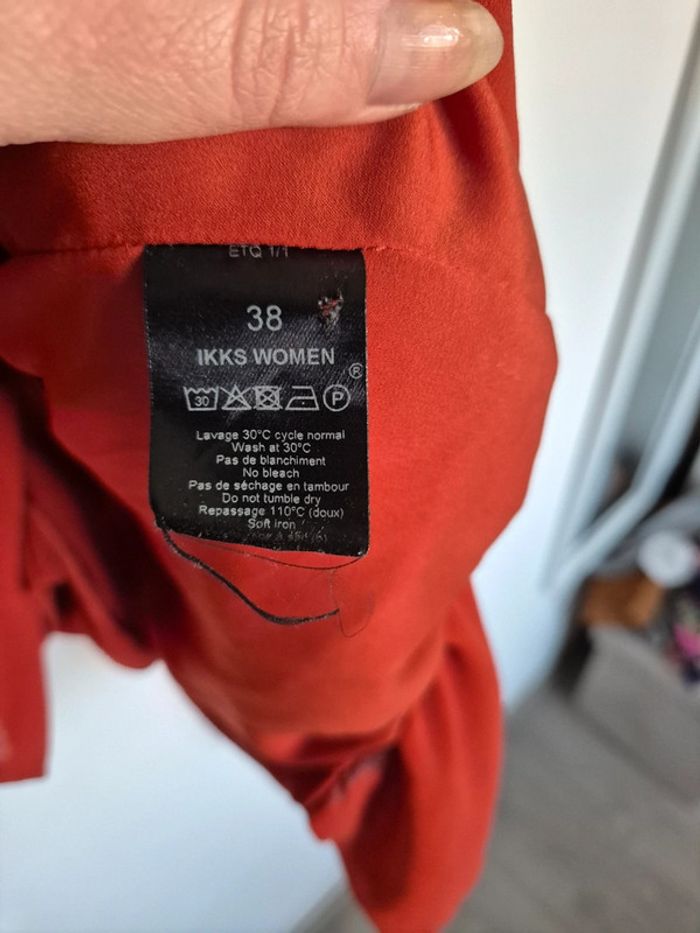 ETQ 1/1
38
IKKS WOMEN
®
30 P
Lavage 30°C cycle normal
Wash at 30°C
Pas de blanchiment
No bleach
Pas de séchage en tambour
Do not tumble dry
Repassage 110°C (doux)
Soft iron